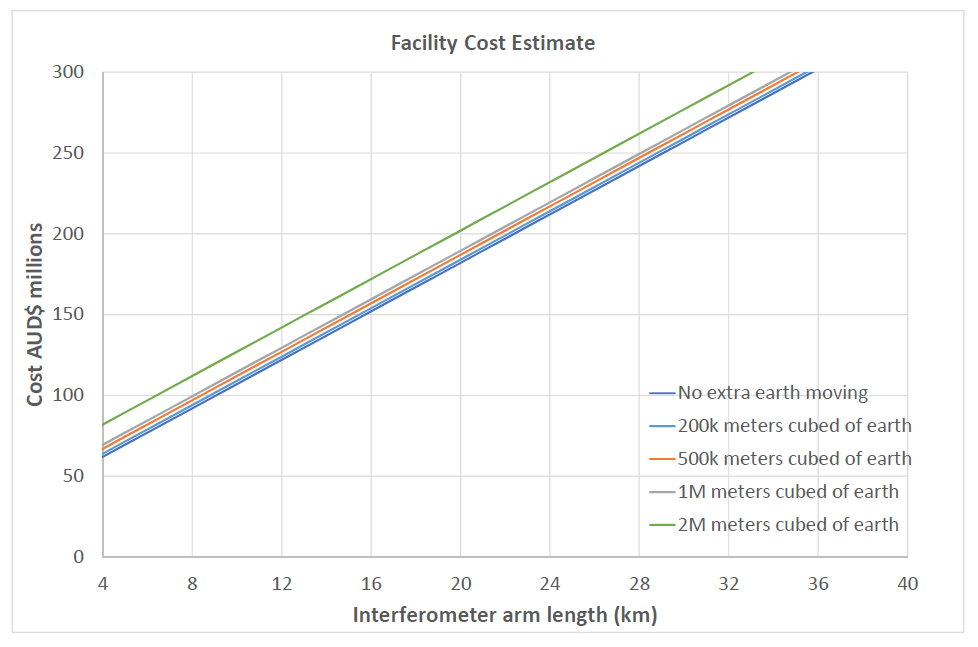 Facility Cost Estimate
300
250
200
150
100
50
0
Cost AUD$ millions
No extra earth moving
200k meters cubed of earth
500k meters cubed of earth
1M meters cubed of earth
2M meters cubed of earth
4 8 12 16 20 24 28 32 36 40
Interferometer arm length (km)